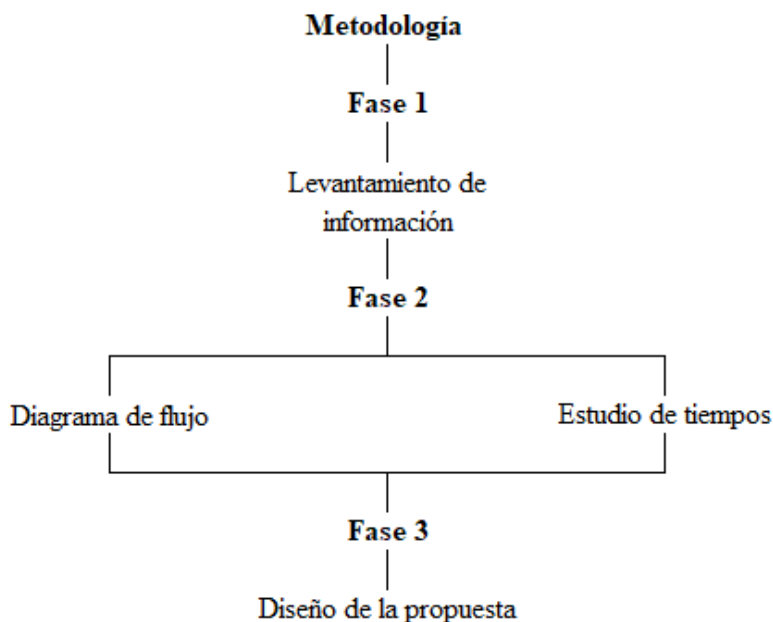 Metodología
Fase 1
Levantamiento de
información
Fase 2
Diagrama de flujo
Estudio de tiempos
Fase 3
Diseño de la propuesta